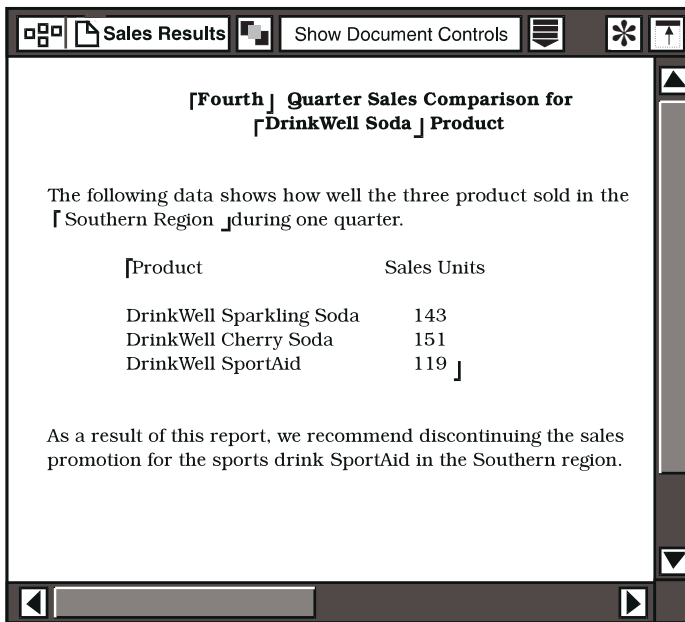 Sales Results Show Document Controls
⌈Fourth⌋ Quarter Sales Comparison for
⌈DrinkWell Soda⌋ Product
The following data shows how well the three product sold in the
⌈Southern Region ⌋during one quarter.
⌈Product Sales Units
DrinkWell Sparkling Soda 143
DrinkWell Cherry Soda 151
DrinkWell SportAid 119 ⌋
As a result of this report, we recommend discontinuing the sales
promotion for the sports drink SportAid in the Southern region.